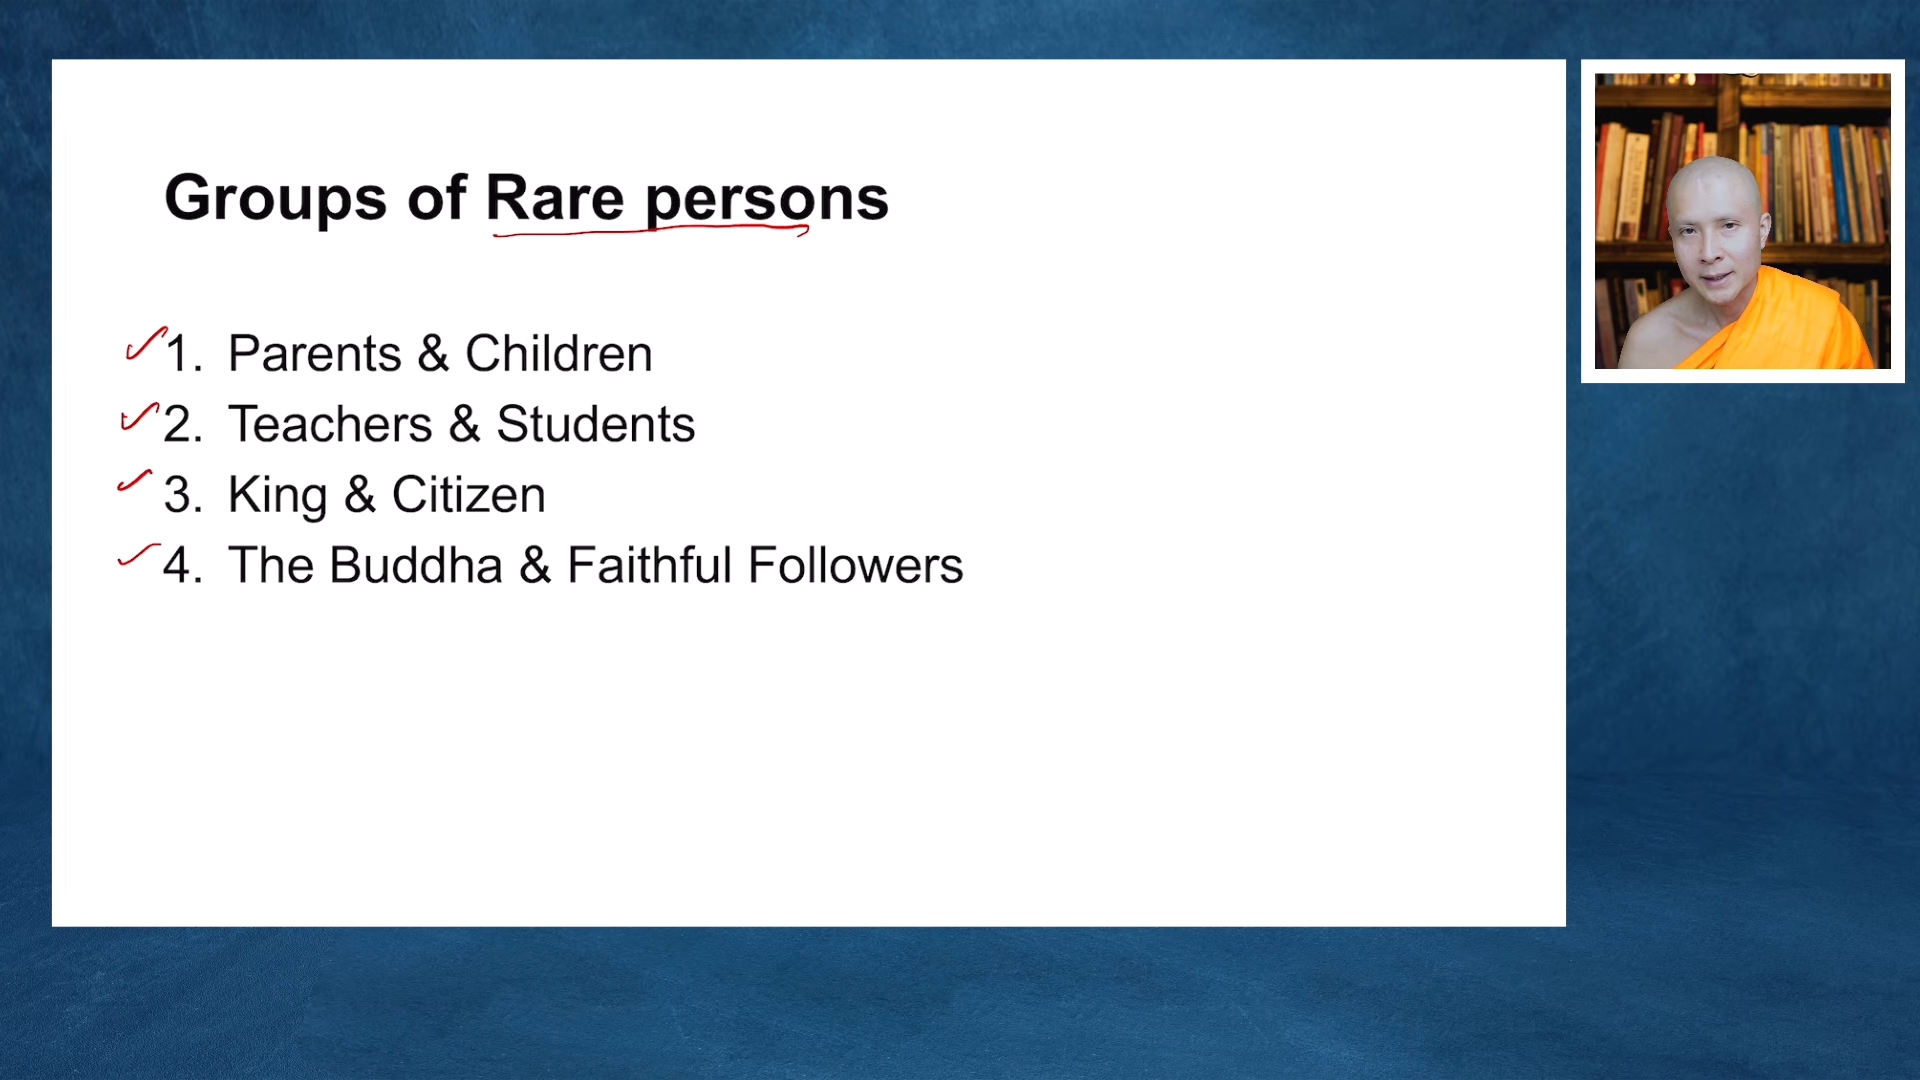 Groups of Rare persons
1. Parents & Children
2. Teachers & Students
3. King & Citizen
4. The Buddha & Faithful Followers